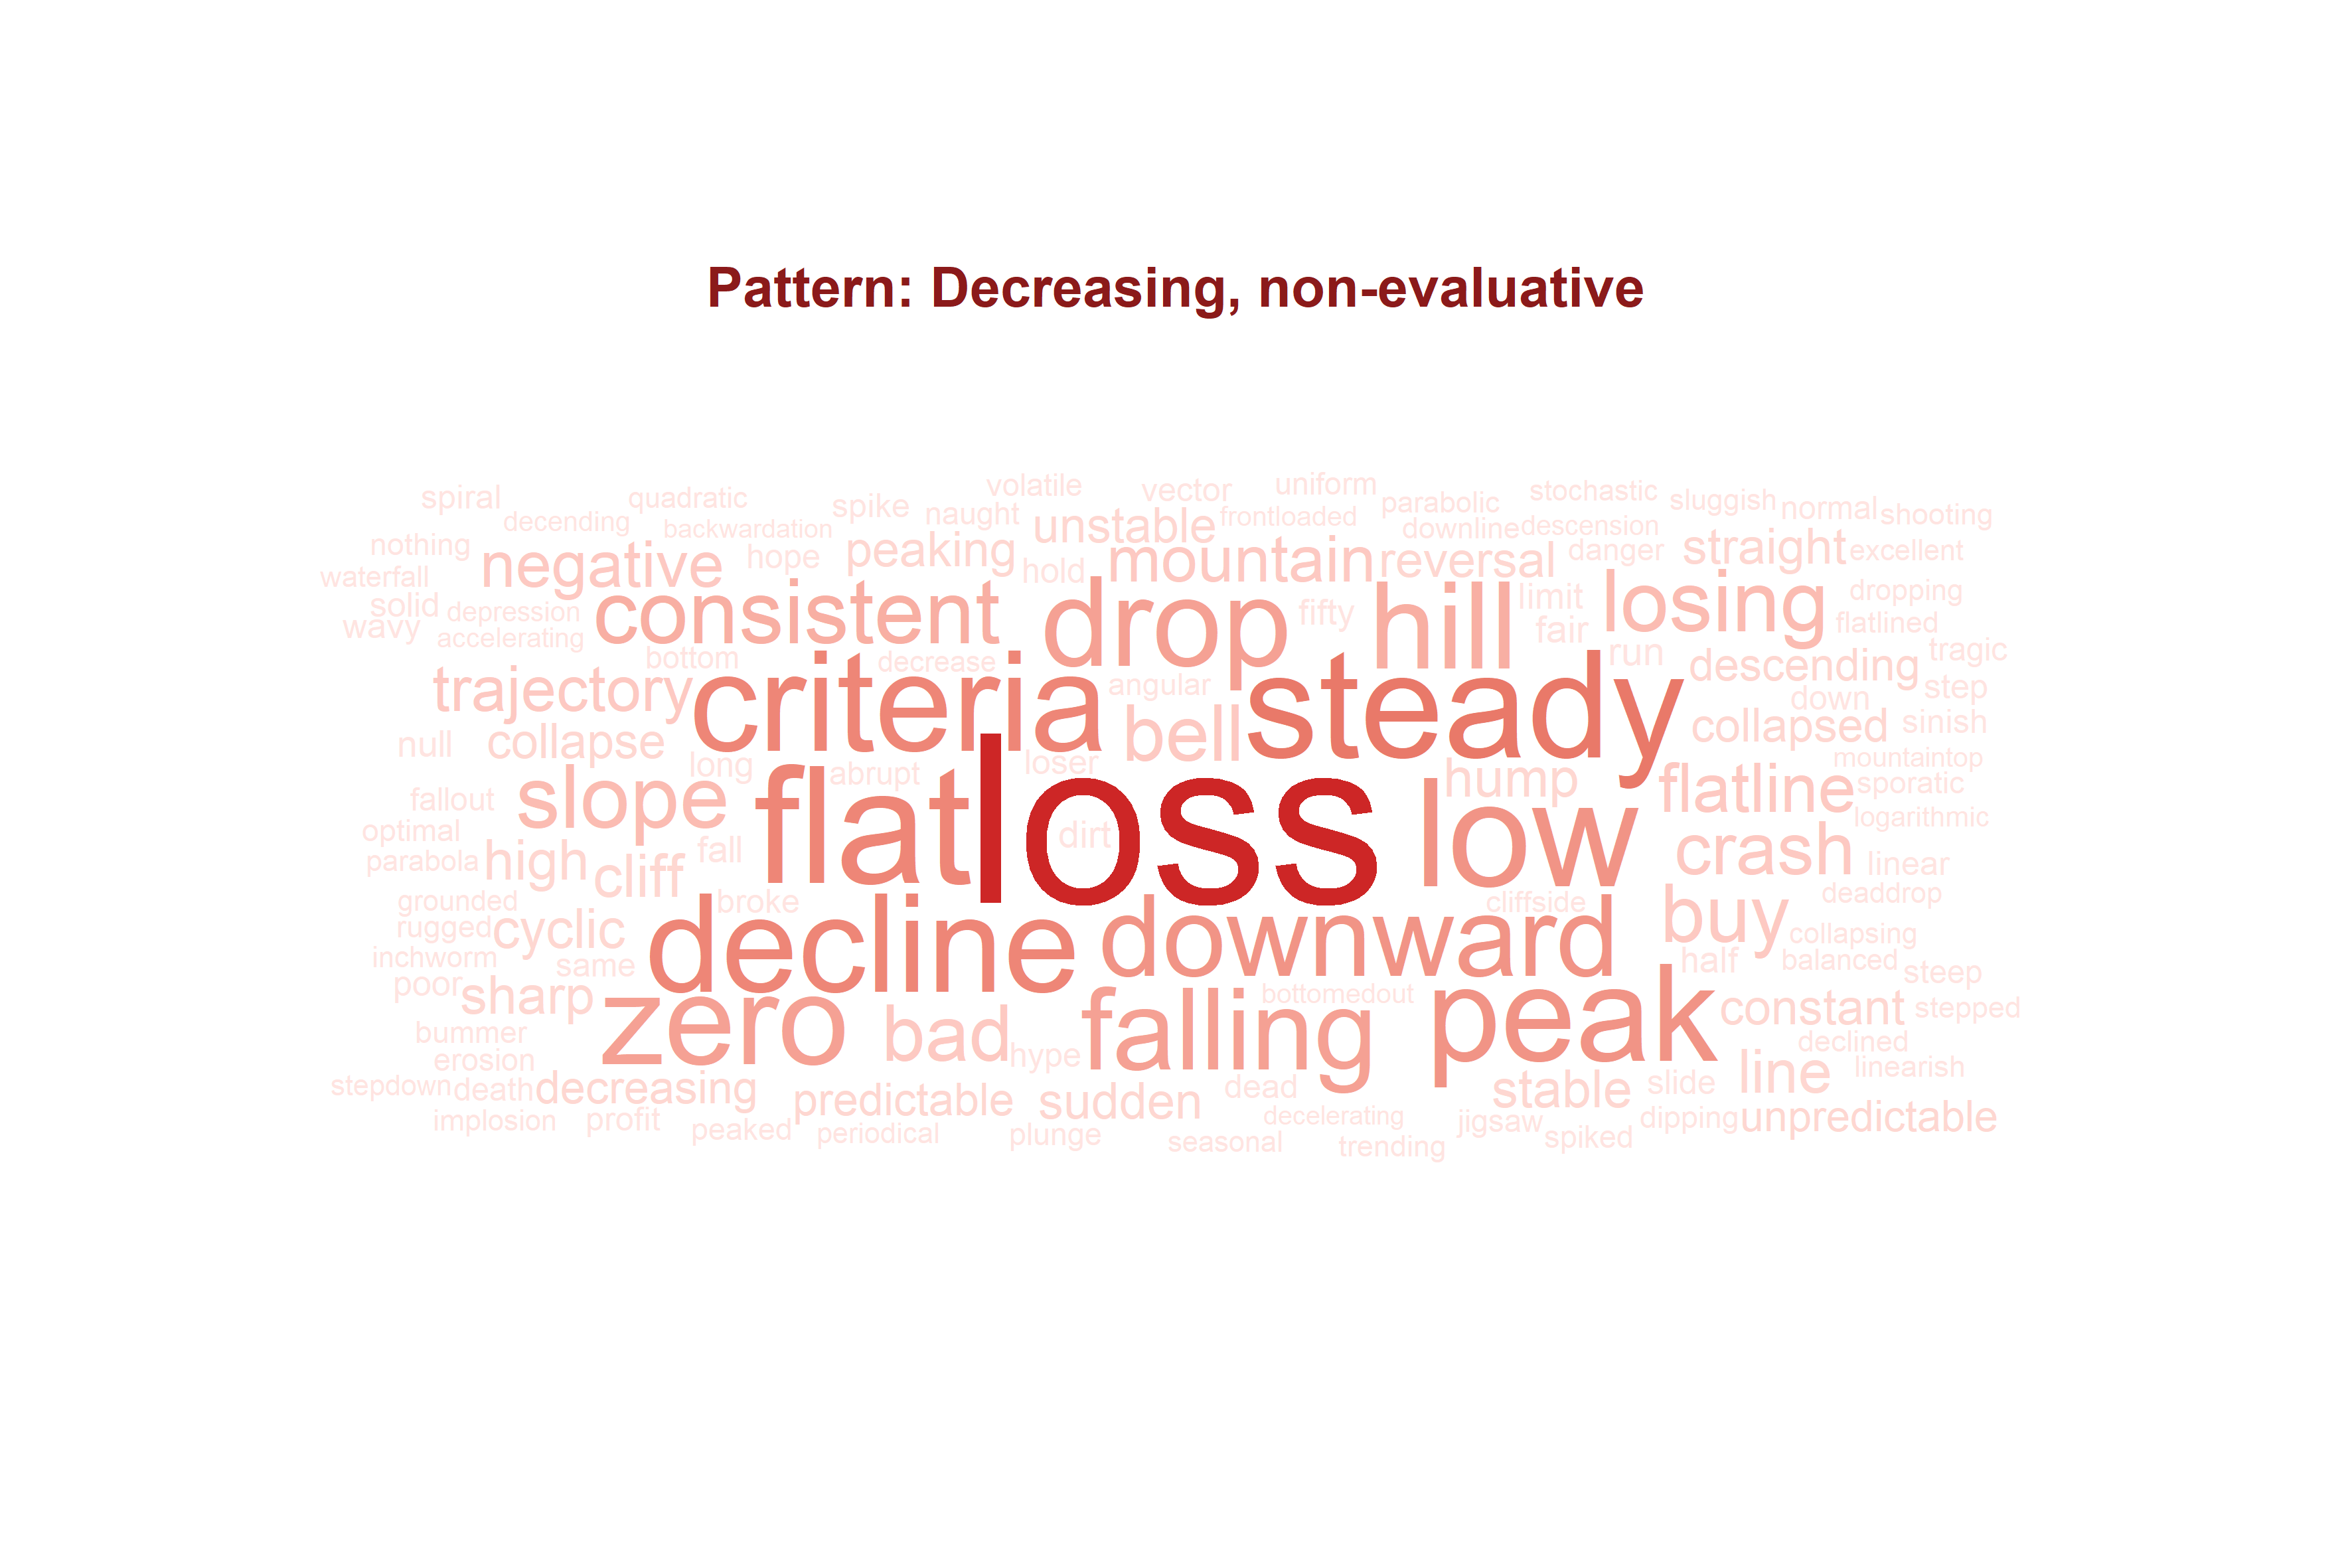 Pattern: Decreasing, non-evaluative
volatile vector uniform
spiral quadratic spike naught parabolic stochastic sluggish normal shooting
decending backwardation unstable frontloaded downline descension
nothing negative hope peaking mountain reversal danger straight excellent
waterfall hold
solid depression consistent drop hill fifty limit losing dropping
wavy accelerating fair flatlined
bottom decrease run descending tragic
trajectory criteria angular steady down step
null collapse bell collapsed sinish
long abrupt loser hump mountaintop
fallout slope flat loss low flatline sporatic
optimal dirt logarithmic
parabola high cliff fall crash linear
grounded broke cliffside deaddrop
rugged cyclic decline downward buy collapsing
inchworm same half balanced steep
poor sharp zero bottomedout peak constant stepped
bummer bad falling declined
erosion hype line linearish
stepdown death decreasing predictable sudden dead stable slide
implosion profit peaked periodical plunge decelerating jigsaw dipping unpredictable
seasonal trending spiked